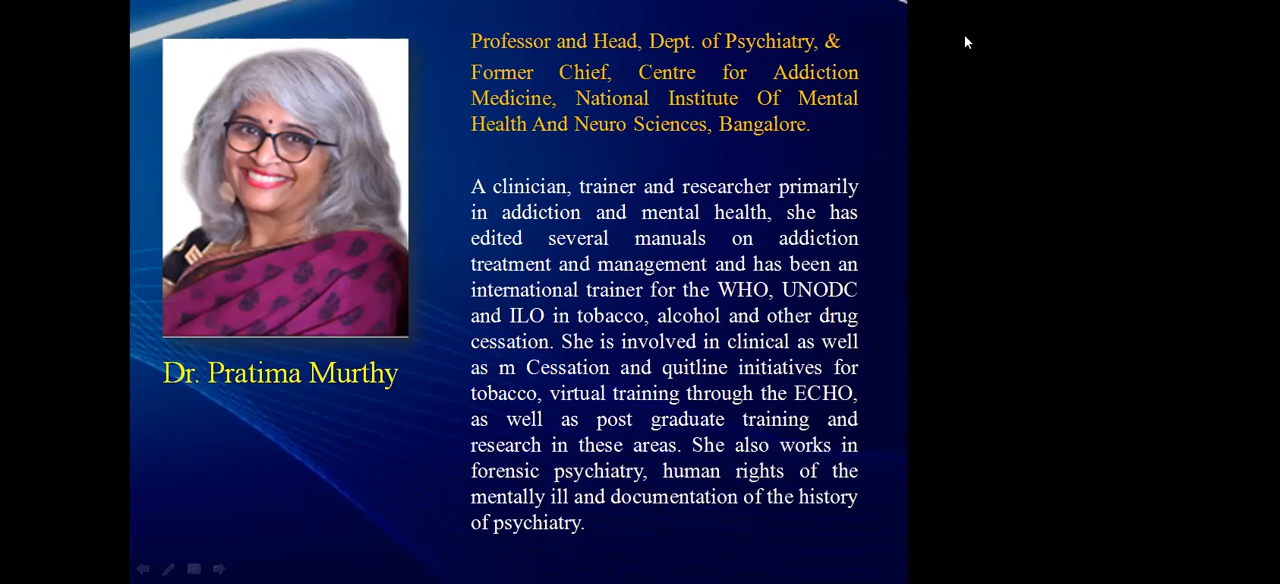 Professor and Head, Dept. of Psychiatry, &
Former Chief, Centre for Addiction
Medicine, National Institute Of Mental
Health And Neuro Sciences, Bangalore.
A clinician, trainer and researcher primarily
in addiction and mental health, she has
edited several manuals on addiction
treatment and management and has been an
international trainer for the WHO, UNODC
and ILO in tobacco, alcohol and other drug
cessation. She is involved in clinical as well
as m Cessation and quitline initiatives for
tobacco, virtual training through the ECHO,
as well as post graduate training and
research in these areas. She also works in
forensic psychiatry, human rights of the
mentally ill and documentation of the history
of psychiatry.
Dr. Pratima Murthy